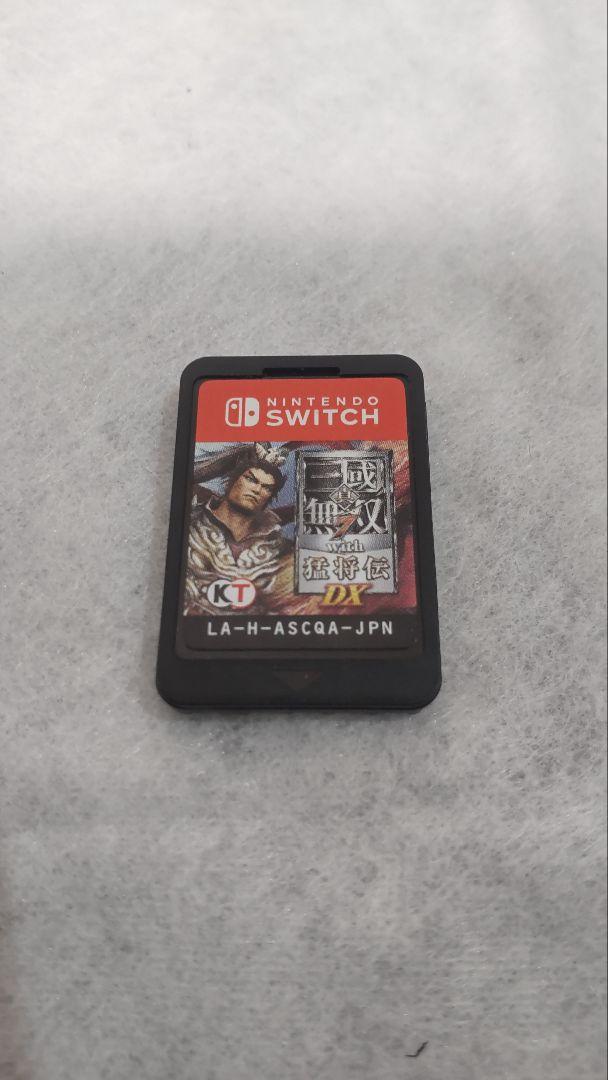 NINTENDO
SWITCH
真・三國無双7
with
猛将伝
DX
KT
LA-H-ASCQA-JPN